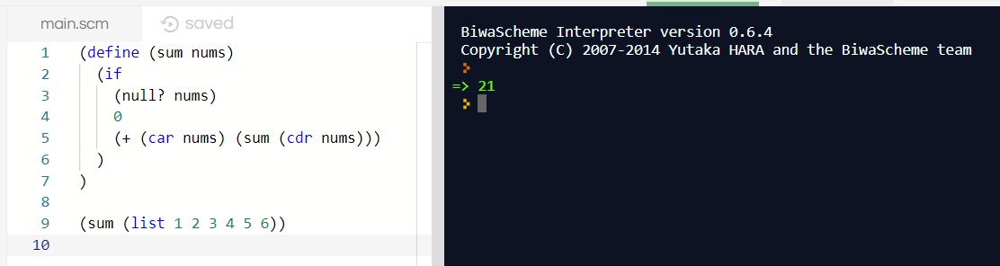 main.scm saved
1 (define (sum nums)
2 (if
3 (null? nums)
4 0
5 (+ (car nums) (sum (cdr nums)))
6 )
7 )
8
9 (sum (list 1 2 3 4 5 6))
10
BiwaScheme Interpreter version 0.6.4
Copyright (C) 2007-2014 Yutaka HARA and the BiwaScheme team
=> 21